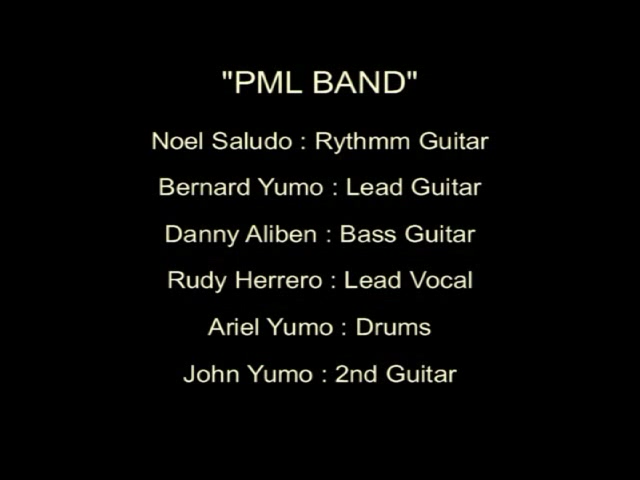 "PML BAND"
Noel Saludo : Rythmm Guitar
Bernard Yumo : Lead Guitar
Danny Aliben : Bass Guitar
Rudy Herrero : Lead Vocal
Ariel Yumo : Drums
John Yumo : 2nd Guitar